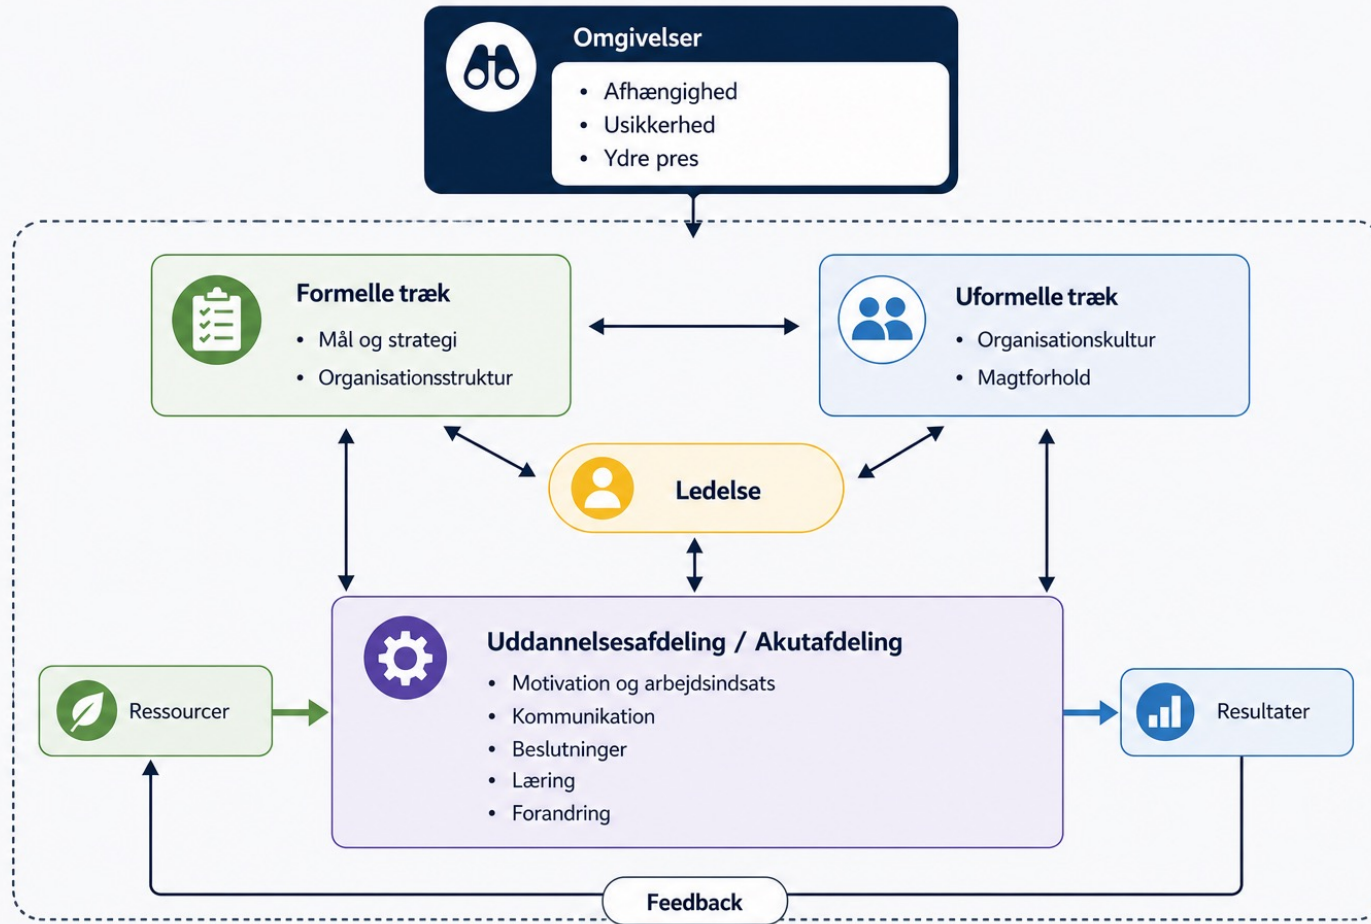 Omgivelser
• Afhængighed
• Usikkerhed
• Ydre pres
Formelle træk
• Mål og strategi
• Organisationsstruktur
Uformelle træk
• Organisationskultur
• Magtforhold
Ledelse
Uddannelsesafdeling / Akutafdeling
• Motivation og arbejdsindsats
• Kommunikation
• Beslutninger
• Læring
• Forandring
Ressourcer
Resultater
Feedback